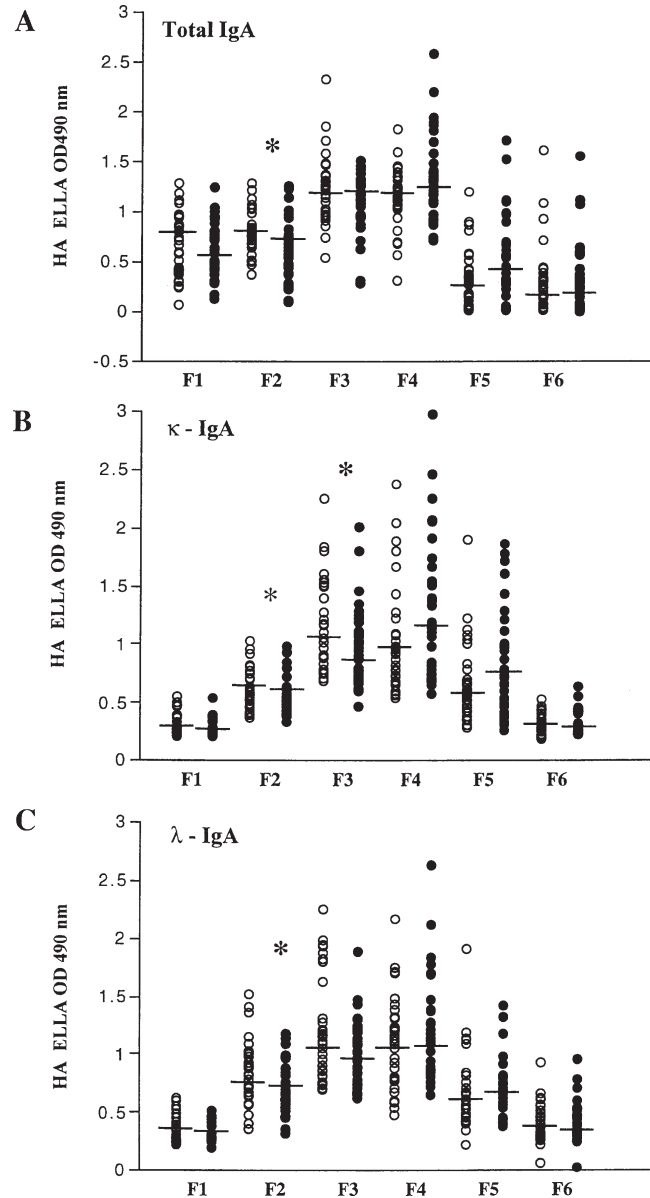 A
Total IgA
HA ELLA OD490 nm
3
2.5
2
1.5
1
0.5
0
-0.5
*
F1 F2 F3 F4 F5 F6
B
κ - IgA
HA ELLA OD 490 nm
3
2.5
2
1.5
1
0.5
0
*
*
F1 F2 F3 F4 F5 F6
C
λ - IgA
HA ELLA OD 490 nm
3
2.5
2
1.5
1
0.5
0
*
F1 F2 F3 F4 F5 F6